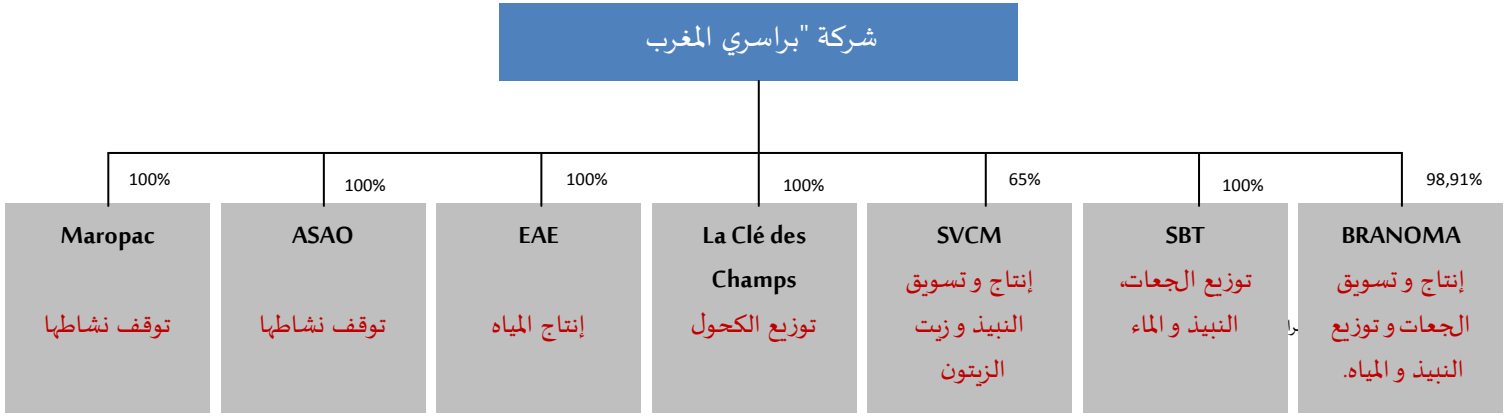 شركة "براسري المغرب
100%
100%
100%
100%
65%
100%
98,91%
Maropac
توقف نشاطها
ASAO
توقف نشاطها
EAE
إنتاج المياه
La Clé des
Champs
توزيع الكحول
SVCM
إنتاج و تسويق
النبيذ و زيت
الزيتون
SBT
توزيع الجعات،
النبيذ و الماء
BRANOMA
إنتاج و تسويق
الجعات و توزيع
النبيذ و المياه.